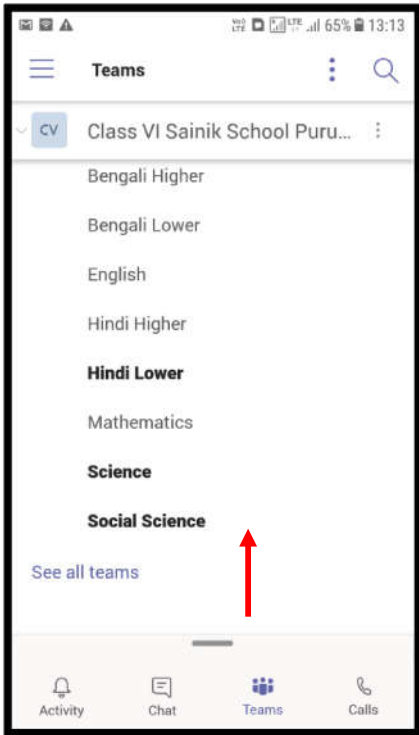 65% 13:13
Teams
CV Class VI Sainik School Puru...
Bengali Higher
Bengali Lower
English
Hindi Higher
Hindi Lower
Mathematics
Science
Social Science
See all teams
Activity Chat Teams Calls